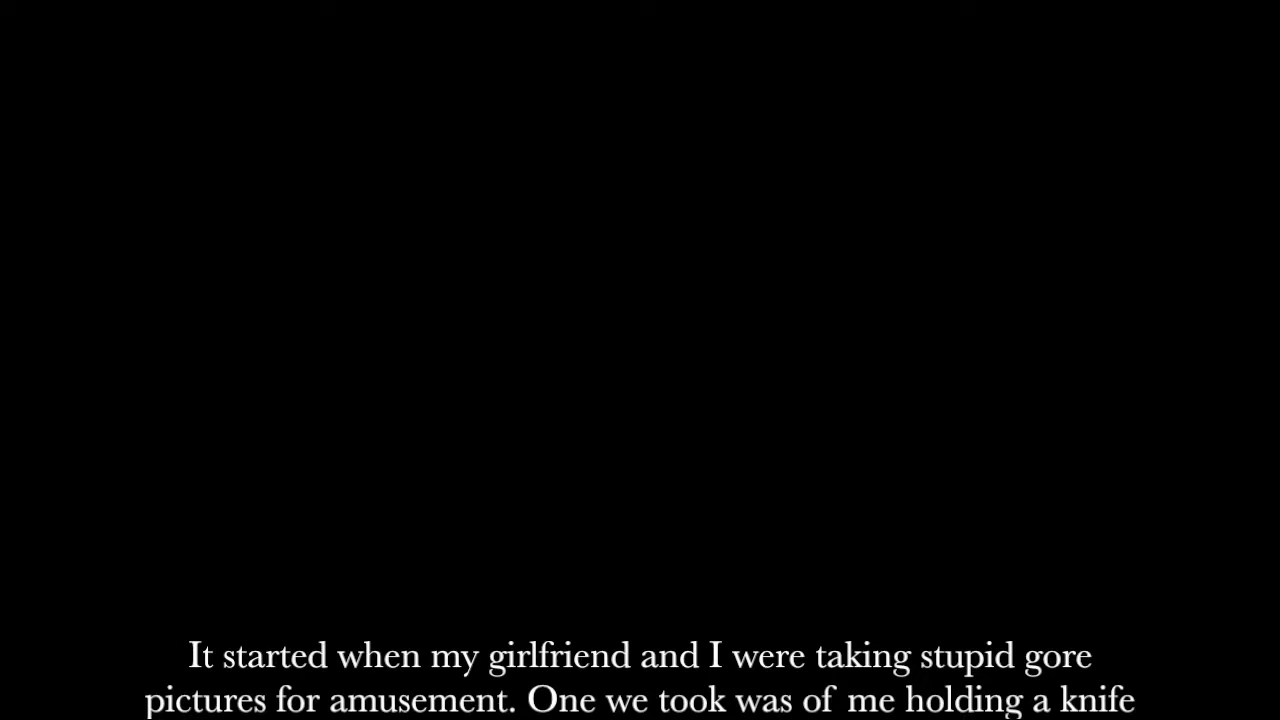 It started when my girlfriend and I were taking stupid gore
pictures for amusement. One we took was of me holding a knife